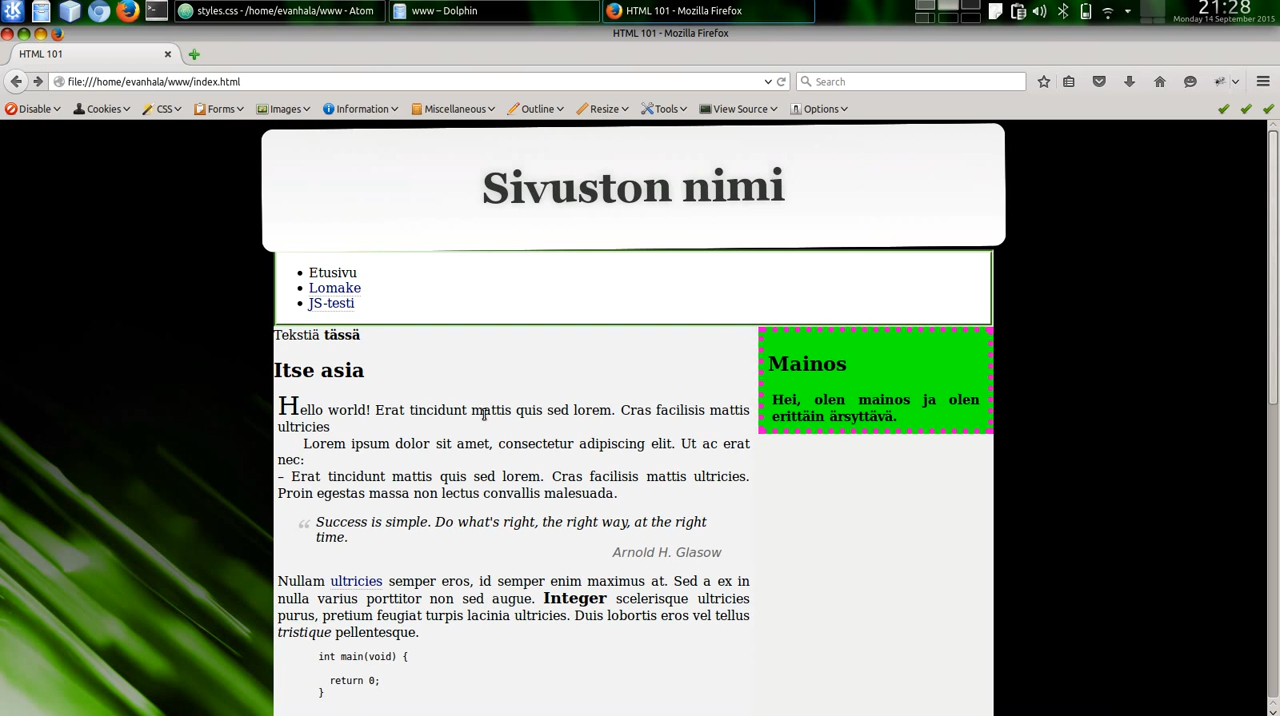 styles.css - /home/evanhala/www - Atom
www – Dolphin
HTML 101 - Mozilla Firefox
21:28
Monday 14 September 2015
HTML 101 - Mozilla Firefox
HTML 101
file:///home/evanhala/www/index.html
Search
Disable Cookies CSS Forms Images Information Miscellaneous Outline Resize Tools View Source Options
Sivuston nimi
• Etusivu
• Lomake
• JS-testi
Tekstiä tässä
Itse asia
Hello world! Erat tincidunt mattis quis sed lorem. Cras facilisis mattis
ultricies
Lorem ipsum dolor sit amet, consectetur adipiscing elit. Ut ac erat
nec:
– Erat tincidunt mattis quis sed lorem. Cras facilisis mattis ultricies.
Proin egestas massa non lectus convallis malesuada.
“ Success is simple. Do what's right, the right way, at the right
time.
Arnold H. Glasow
Nullam ultricies semper eros, id semper enim maximus at. Sed a ex in
nulla varius porttitor non sed augue. Integer scelerisque ultricies
purus, pretium feugiat turpis lacinia ultricies. Duis lobortis eros vel tellus
tristique pellentesque.
int main(void) {
return 0;
}
Mainos
Hei, olen mainos ja olen
erittäin ärsyttävä.